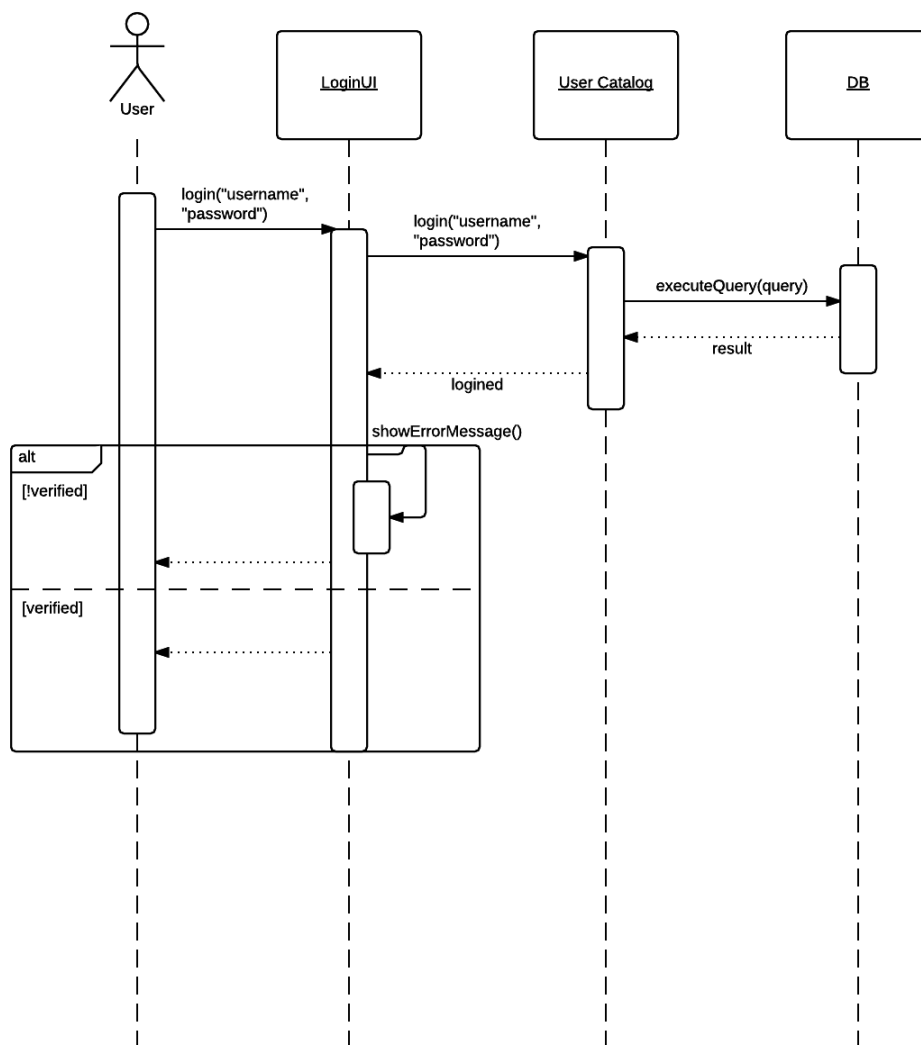 User
LoginUI
User Catalog
DB
login("username",
"password")
login("username",
"password")
executeQuery(query)
result
logined
showErrorMessage()
alt
[!verified]
[verified]